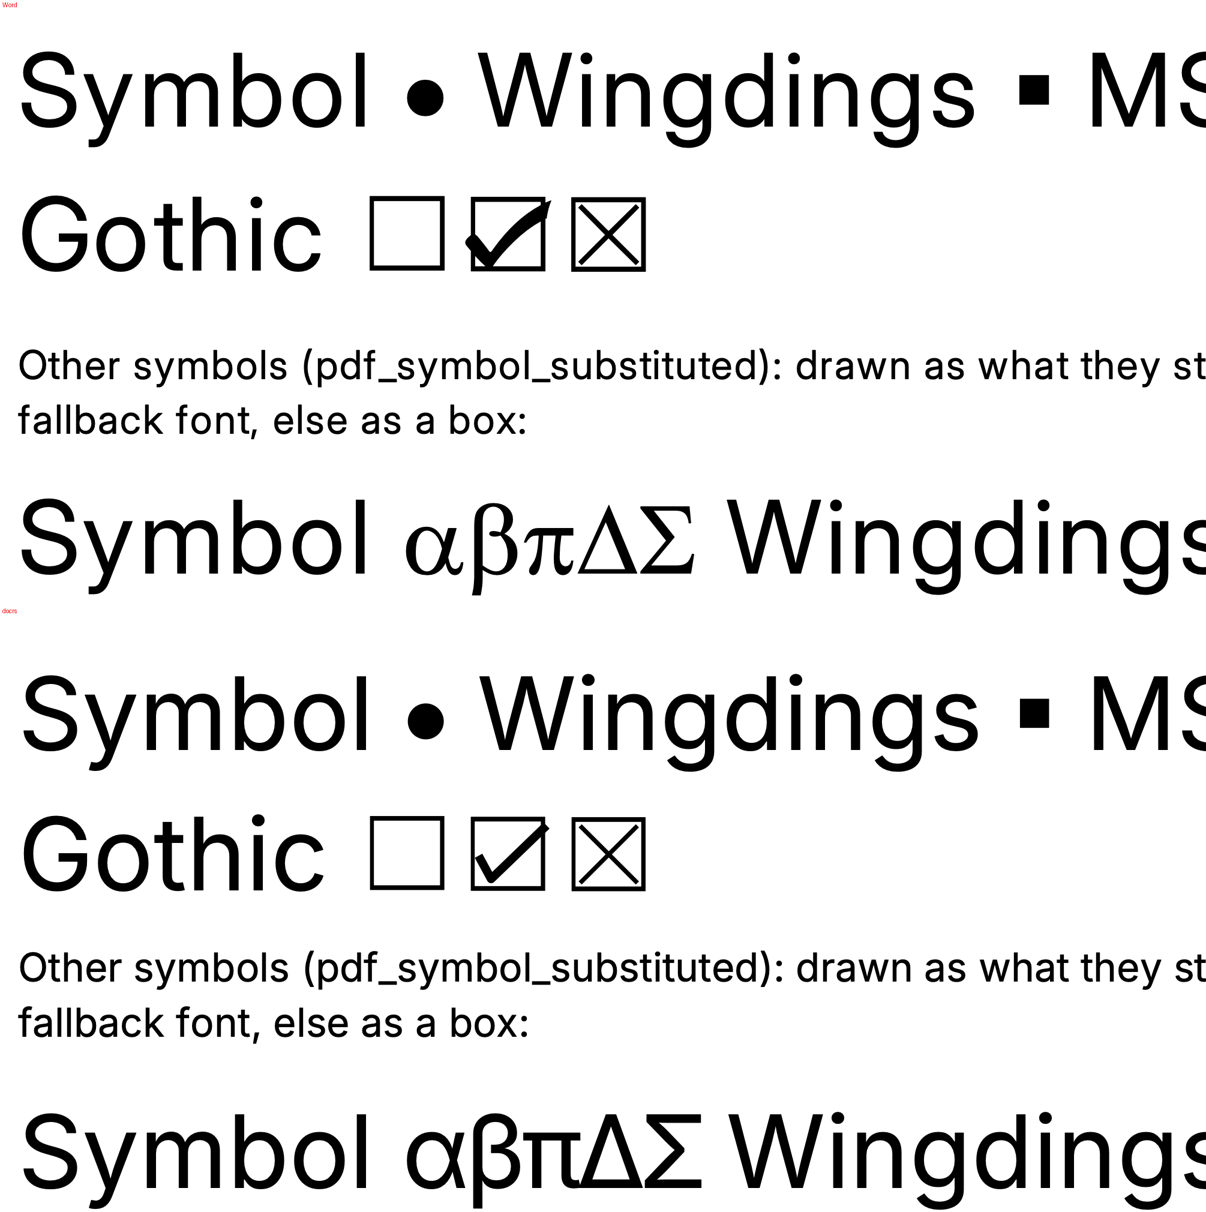 Word
Symbol • Wingdings ▪ MS
Gothic ☐ ☑ ☒
Other symbols (pdf_symbol_substituted): drawn as what they st
fallback font, else as a box:
Symbol αβπΔΣ Wingdings
docrs
Symbol • Wingdings ▪ MS
Gothic ☐ ☑ ☒
Other symbols (pdf_symbol_substituted): drawn as what they st
fallback font, else as a box:
Symbol αβπΔΣ Wingdings